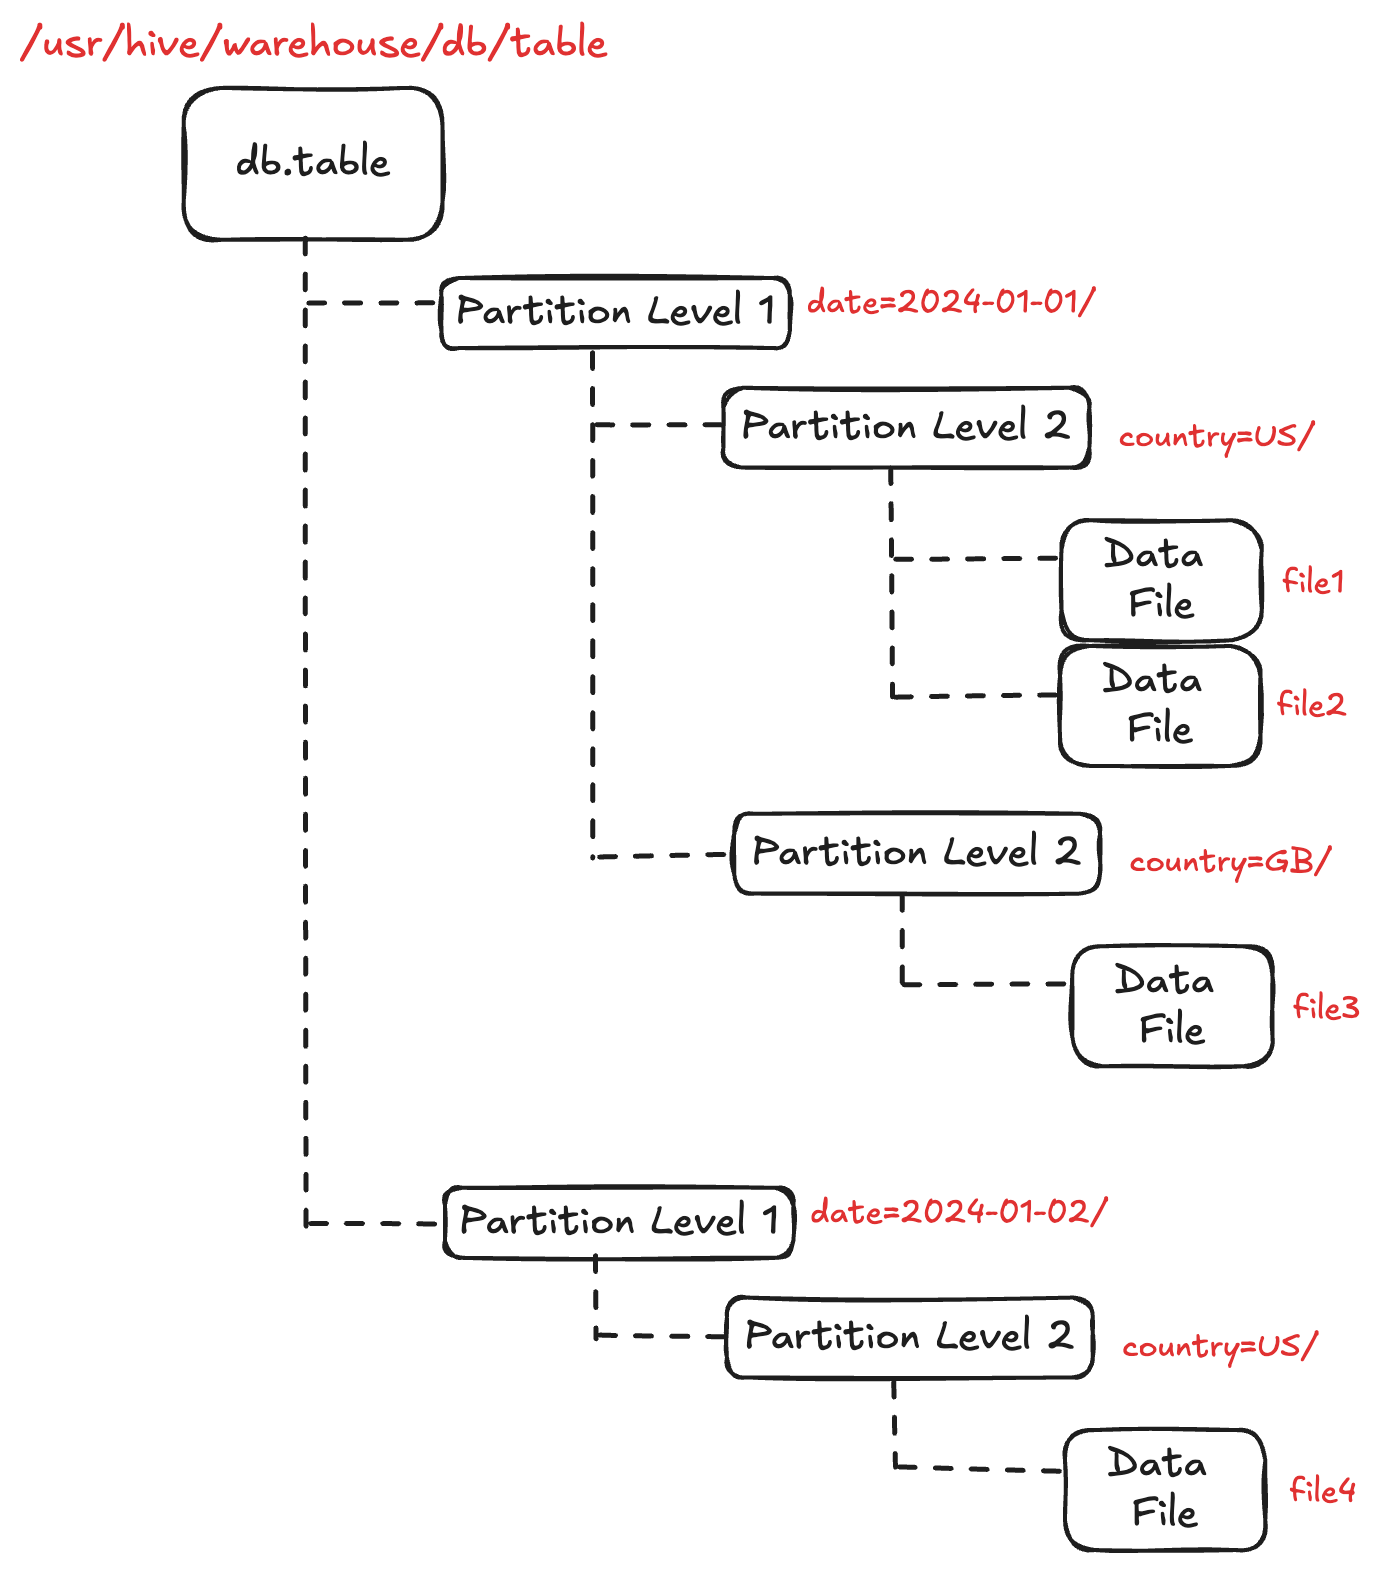 /usr/hive/warehouse/db/table
db.table
Partition Level 1
date=2024-01-01/
Partition Level 2
country=US/
Data
File
file1
Data
File
file2
Partition Level 2
country=GB/
Data
File
file3
Partition Level 1
date=2024-01-02/
Partition Level 2
country=US/
Data
File
file4